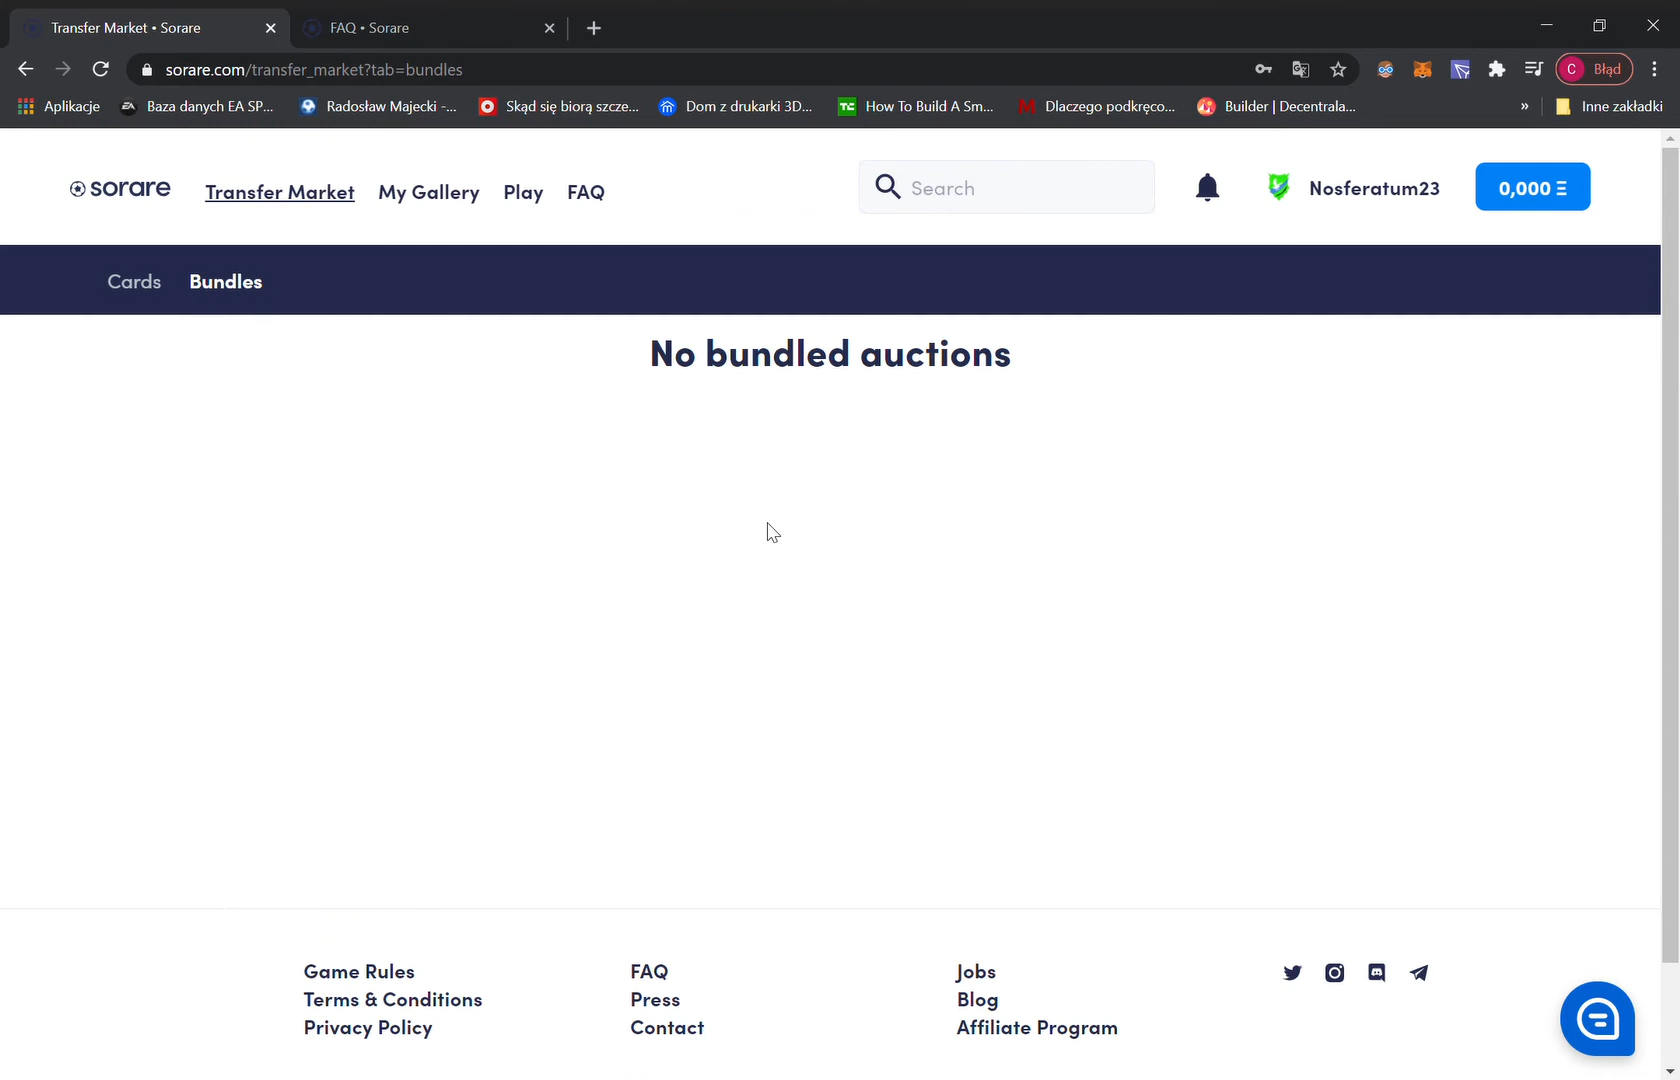 Transfer Market • Sorare
FAQ • Sorare
sorare.com/transfer_market?tab=bundles
C Błąd
Aplikacje
Baza danych EA SP...
Radosław Majecki -...
Skąd się biorą szcze...
Dom z drukarki 3D...
TC How To Build A Sm...
M Dlaczego podkręco...
Builder | Decentrala...
»
Inne zakładki
sorare
Transfer Market
My Gallery
Play
FAQ
Search
Nosferatum23
0,000 Ξ
Cards
Bundles
No bundled auctions
Game Rules
Terms & Conditions
Privacy Policy
FAQ
Press
Contact
Jobs
Blog
Affiliate Program